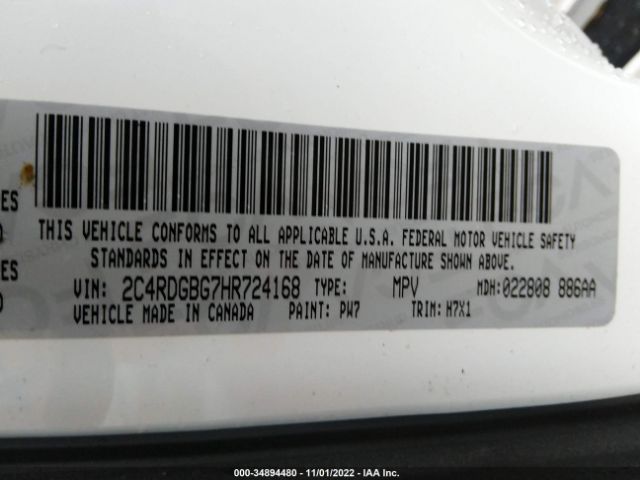 ES
THIS VEHICLE CONFORMS TO ALL APPLICABLE U.S.A. FEDERAL MOTOR VEHICLE SAFETY
STANDARDS IN EFFECT ON THE DATE OF MANUFACTURE SHOWN ABOVE.
ES
VIN: 2C4RDGBG7HR724168 TYPE: MPV MDH:022808 886AA
VEHICLE MADE IN CANADA PAINT: PW7 TRIM: H7X1
000-34894480 - 11/01/2022 - IAA Inc.